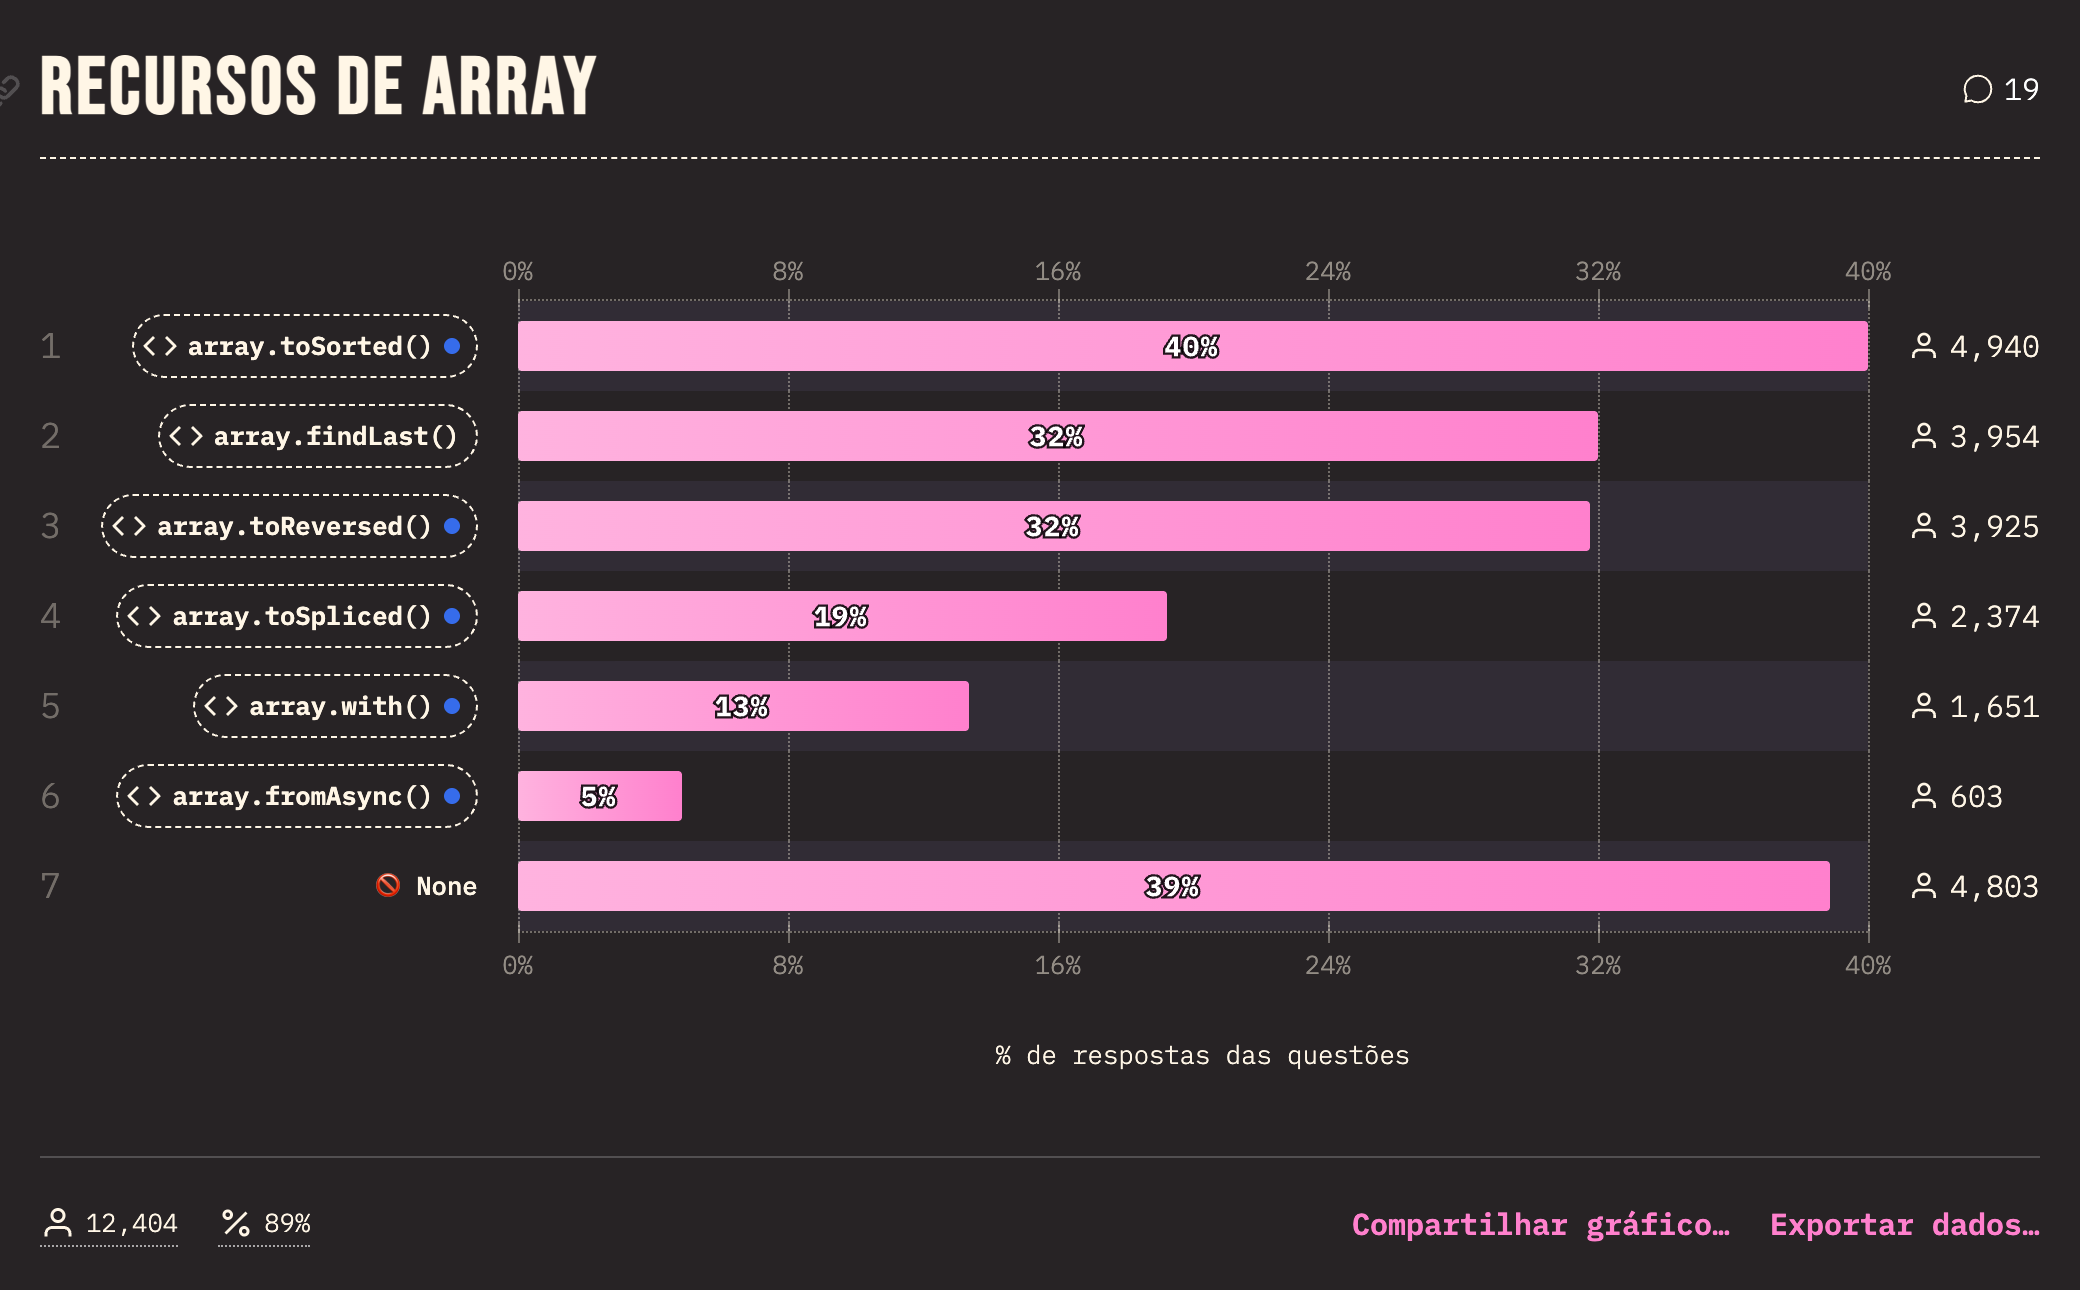 RECURSOS DE ARRAY
19
0% 8% 16% 24% 32% 40%
1 <> array.toSorted() 40% 4,940
2 <> array.findLast() 32% 3,954
3 <> array.toReversed() 32% 3,925
4 <> array.toSpliced() 19% 2,374
5 <> array.with() 13% 1,651
6 <> array.fromAsync() 5% 603
7 None 39% 4,803
0% 8% 16% 24% 32% 40%
% de respostas das questões
12,404 % 89% Compartilhar gráfico… Exportar dados…